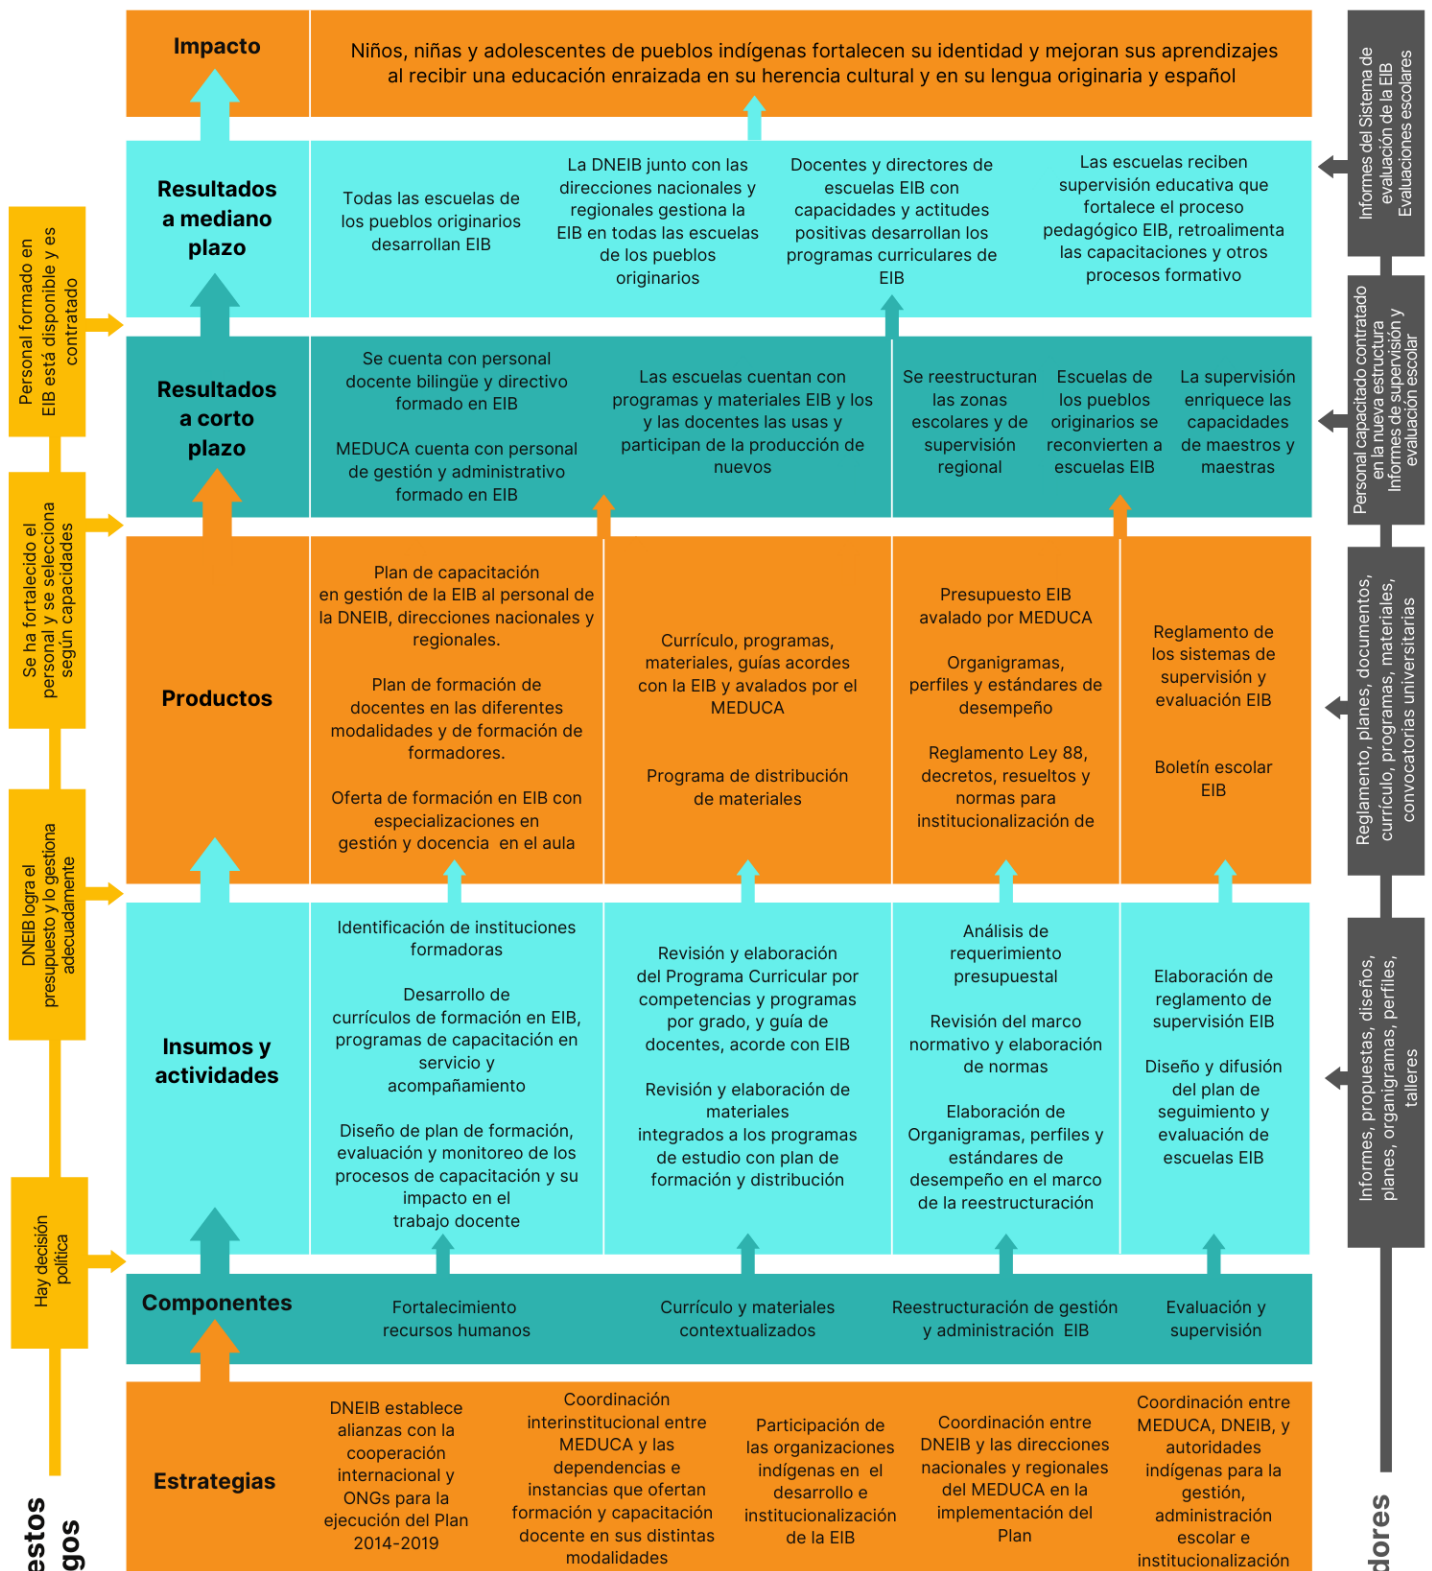 Impacto
Niños, niñas y adolescentes de pueblos indígenas fortalecen su identidad y mejoran sus aprendizajes
al recibir una educación enraizada en su herencia cultural y en su lengua originaria y español
Resultados
a mediano
plazo
Todas las escuelas de
los pueblos originarios
desarrollan EIB
La DNEIB junto con las
direcciones nacionales y
regionales gestiona la
EIB en todas las escuelas
de los pueblos
originarios
Docentes y directores de
escuelas EIB con
capacidades y actitudes
positivas desarrollan los
programas curriculares de
EIB
Las escuelas reciben
supervisión educativa que
fortalece el proceso
pedagógico EIB, retroalimenta
las capacitaciones y otros
procesos formativo
Resultados
a corto
plazo
Se cuenta con personal
docente bilingüe y directivo
formado en EIB
MEDUCA cuenta con personal
de gestión y administrativo
formado en EIB
Las escuelas cuentan con
programas y materiales EIB y los
y las docentes las usas y
participan de la producción de
nuevos
Se reestructuran
las zonas
escolares y de
supervisión
regional
Escuelas de
los pueblos
originarios se
reconvierten a
escuelas EIB
La supervisión
enriquece las
capacidades
de maestros y
maestras
Productos
Plan de capacitación
en gestión de la EIB al personal de
la DNEIB, direcciones nacionales y
regionales.
Plan de formación de
docentes en las diferentes
modalidades y de formación de
formadores.
Oferta de formación en EIB con
especializaciones en
gestión y docencia en el aula
Currículo, programas,
materiales, guías acordes
con la EIB y avalados por el
MEDUCA
Programa de distribución
de materiales
Presupuesto EIB
avalado por MEDUCA
Organigramas,
perfiles y estándares de
desempeño
Reglamento Ley 88,
decretos, resueltos y
normas para
institucionalización de
Reglamento de
los sistemas de
supervisión y
evaluación EIB
Boletín escolar
EIB
Insumos y
actividades
Identificación de instituciones
formadoras
Desarrollo de
currículos de formación en EIB,
programas de capacitación en
servicio y
acompañamiento
Diseño de plan de formación,
evaluación y monitoreo de los
procesos de capacitación y su
impacto en el
trabajo docente
Revisión y elaboración
del Programa Curricular por
competencias y programas
por grado, y guía de
docentes, acorde con EIB
Revisión y elaboración de
materiales
integrados a los programas
de estudio con plan de
formación y distribución
Análisis de
requerimiento
presupuestal
Revisión del marco
normativo y elaboración
de normas
Elaboración de
Organigramas, perfiles y
estándares de
desempeño en el marco
de la reestructuración
Elaboración de
reglamento de
supervisión EIB
Diseño y difusión
del plan de
seguimiento y
evaluación de
escuelas EIB
Componentes
Fortalecimiento
recursos humanos
Currículo y materiales
contextualizados
Reestructuración de gestión
y administración EIB
Evaluación y
supervisión
Estrategias
DNEIB establece
alianzas con la
cooperación
internacional y
ONGs para la
ejecución del Plan
2014-2019
Coordinación
interinstitucional entre
MEDUCA y las
dependencias e
instancias que ofertan
formación y capacitación
docente en sus distintas
modalidades
Participación de
las organizaciones
indígenas en el
desarrollo e
institucionalización
de la EIB
Coordinación entre
DNEIB y las direcciones
nacionales y regionales
del MEDUCA en la
implementación del
Plan
Coordinación entre
MEDUCA, DNEIB, y
autoridades
indígenas para la
gestión,
administración
escolar e
institucionalización
Personal formado en
EIB está disponible y es
contratado
Se ha fortalecido el
personal y se selecciona
según capacidades
DNEIB logra el
presupuesto y lo gestiona
adecuadamente
Hay decisión
política
estos
gos
Informes del Sistema de
evaluación de la EIB
Evaluaciones escolares
Personal capacitado contratado
en la nueva estructura
Informes de supervisión y
evaluación escolar
Reglamento, planes, documentos,
currículo, programas, materiales,
convocatorias universitarias
Informes, propuestas, diseños,
planes, organigramas, perfiles,
talleres
dores